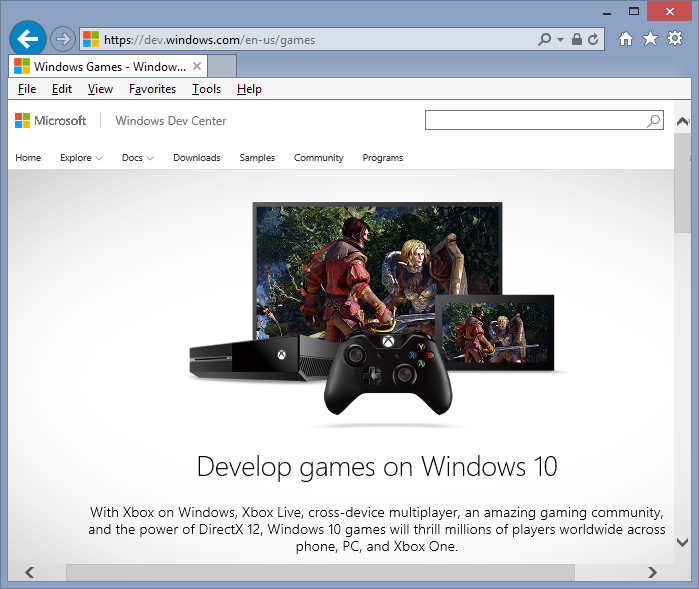 https://dev.windows.com/en-us/games
Windows Games - Window...
File Edit View Favorites Tools Help
Microsoft Windows Dev Center
Home Explore Docs Downloads Samples Community Programs
Y
X B
A
Develop games on Windows 10
With Xbox on Windows, Xbox Live, cross-device multiplayer, an amazing gaming community,
and the power of DirectX 12, Windows 10 games will thrill millions of players worldwide across
phone, PC, and Xbox One.